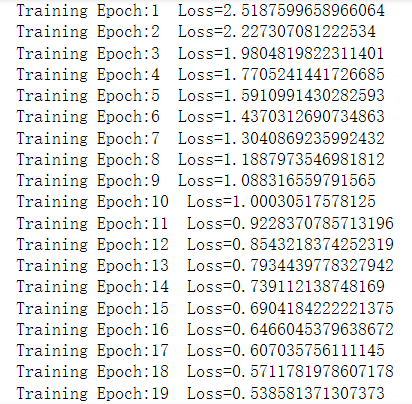 Training Epoch:1  Loss=2.5187599658966064
Training Epoch:2  Loss=2.227307081222534
Training Epoch:3  Loss=1.9804819822311401
Training Epoch:4  Loss=1.7705241441726685
Training Epoch:5  Loss=1.5910991430282593
Training Epoch:6  Loss=1.4370312690734863
Training Epoch:7  Loss=1.3040869235992432
Training Epoch:8  Loss=1.1887973546981812
Training Epoch:9  Loss=1.088316559791565
Training Epoch:10  Loss=1.00030517578125
Training Epoch:11  Loss=0.9228370785713196
Training Epoch:12  Loss=0.8543218374252319
Training Epoch:13  Loss=0.7934439778327942
Training Epoch:14  Loss=0.739112138748169
Training Epoch:15  Loss=0.6904184222221375
Training Epoch:16  Loss=0.6466045379638672
Training Epoch:17  Loss=0.607035756111145
Training Epoch:18  Loss=0.5711781978607178
Training Epoch:19  Loss=0.538581371307373